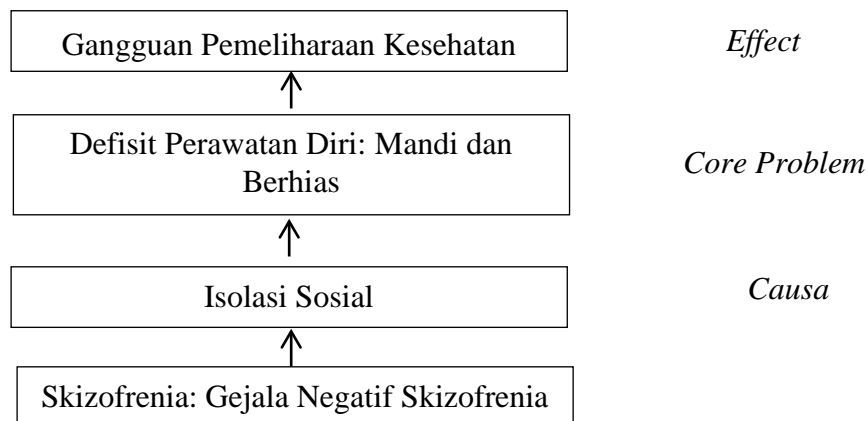 Gangguan Pemeliharaan Kesehatan
Effect
Defisit Perawatan Diri: Mandi dan
Berhias
Core Problem
Isolasi Sosial
Causa
Skizofrenia: Gejala Negatif Skizofrenia